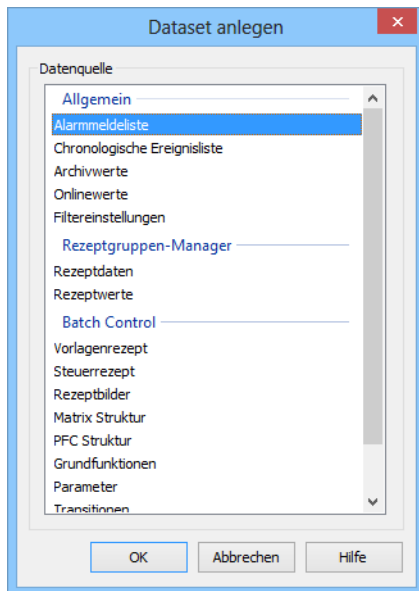 Dataset anlegen
Datenquelle
Allgemein
Alarmmeldeliste
Chronologische Ereignisliste
Archivwerte
Onlinewerte
Filtereinstellungen
Rezeptgruppen-Manager
Rezeptdaten
Rezeptwerte
Batch Control
Vorlagenrezept
Steuerrezept
Rezeptbilder
Matrix Struktur
PFC Struktur
Grundfunktionen
Parameter
Transitionen
OK Abbrechen Hilfe